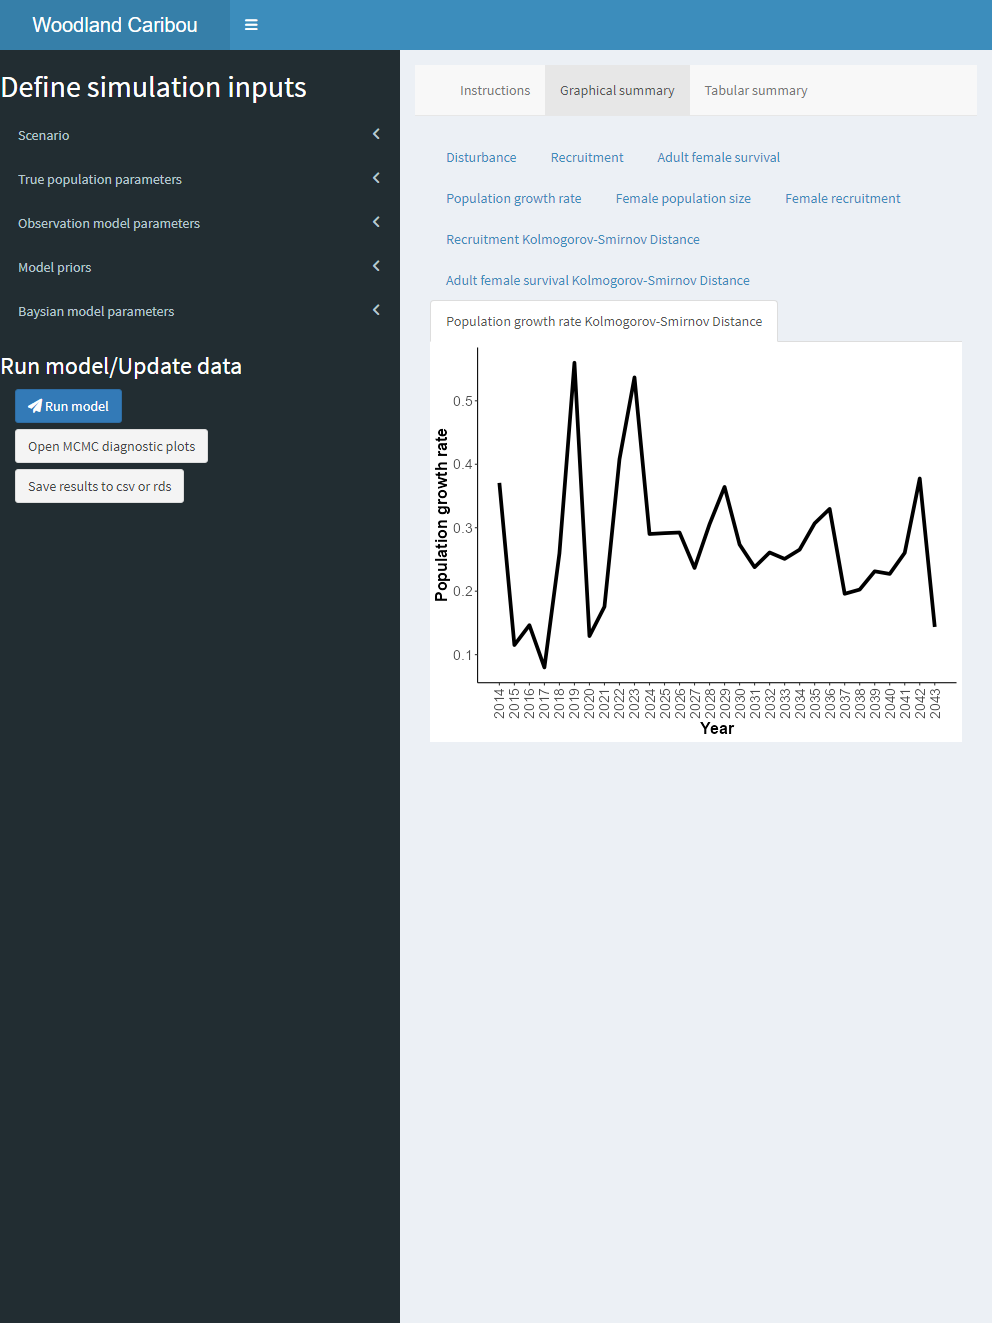 Woodland Caribou
Define simulation inputs
Scenario
True population parameters
Observation model parameters
Model priors
Baysian model parameters
Run model/Update data
Run model
Open MCMC diagnostic plots
Save results to csv or rds
Instructions
Graphical summary
Tabular summary
Disturbance
Recruitment
Adult female survival
Population growth rate
Female population size
Female recruitment
Recruitment Kolmogorov-Smirnov Distance
Adult female survival Kolmogorov-Smirnov Distance
Population growth rate Kolmogorov-Smirnov Distance
Population growth rate
0.5
0.4
0.3
0.2
0.1
2014
2015
2016
2017
2018
2019
2020
2021
2022
2023
2024
2025
2026
2027
2028
2029
2030
2031
2032
2033
2034
2035
2036
2037
2038
2039
2040
2041
2042
2043
Year